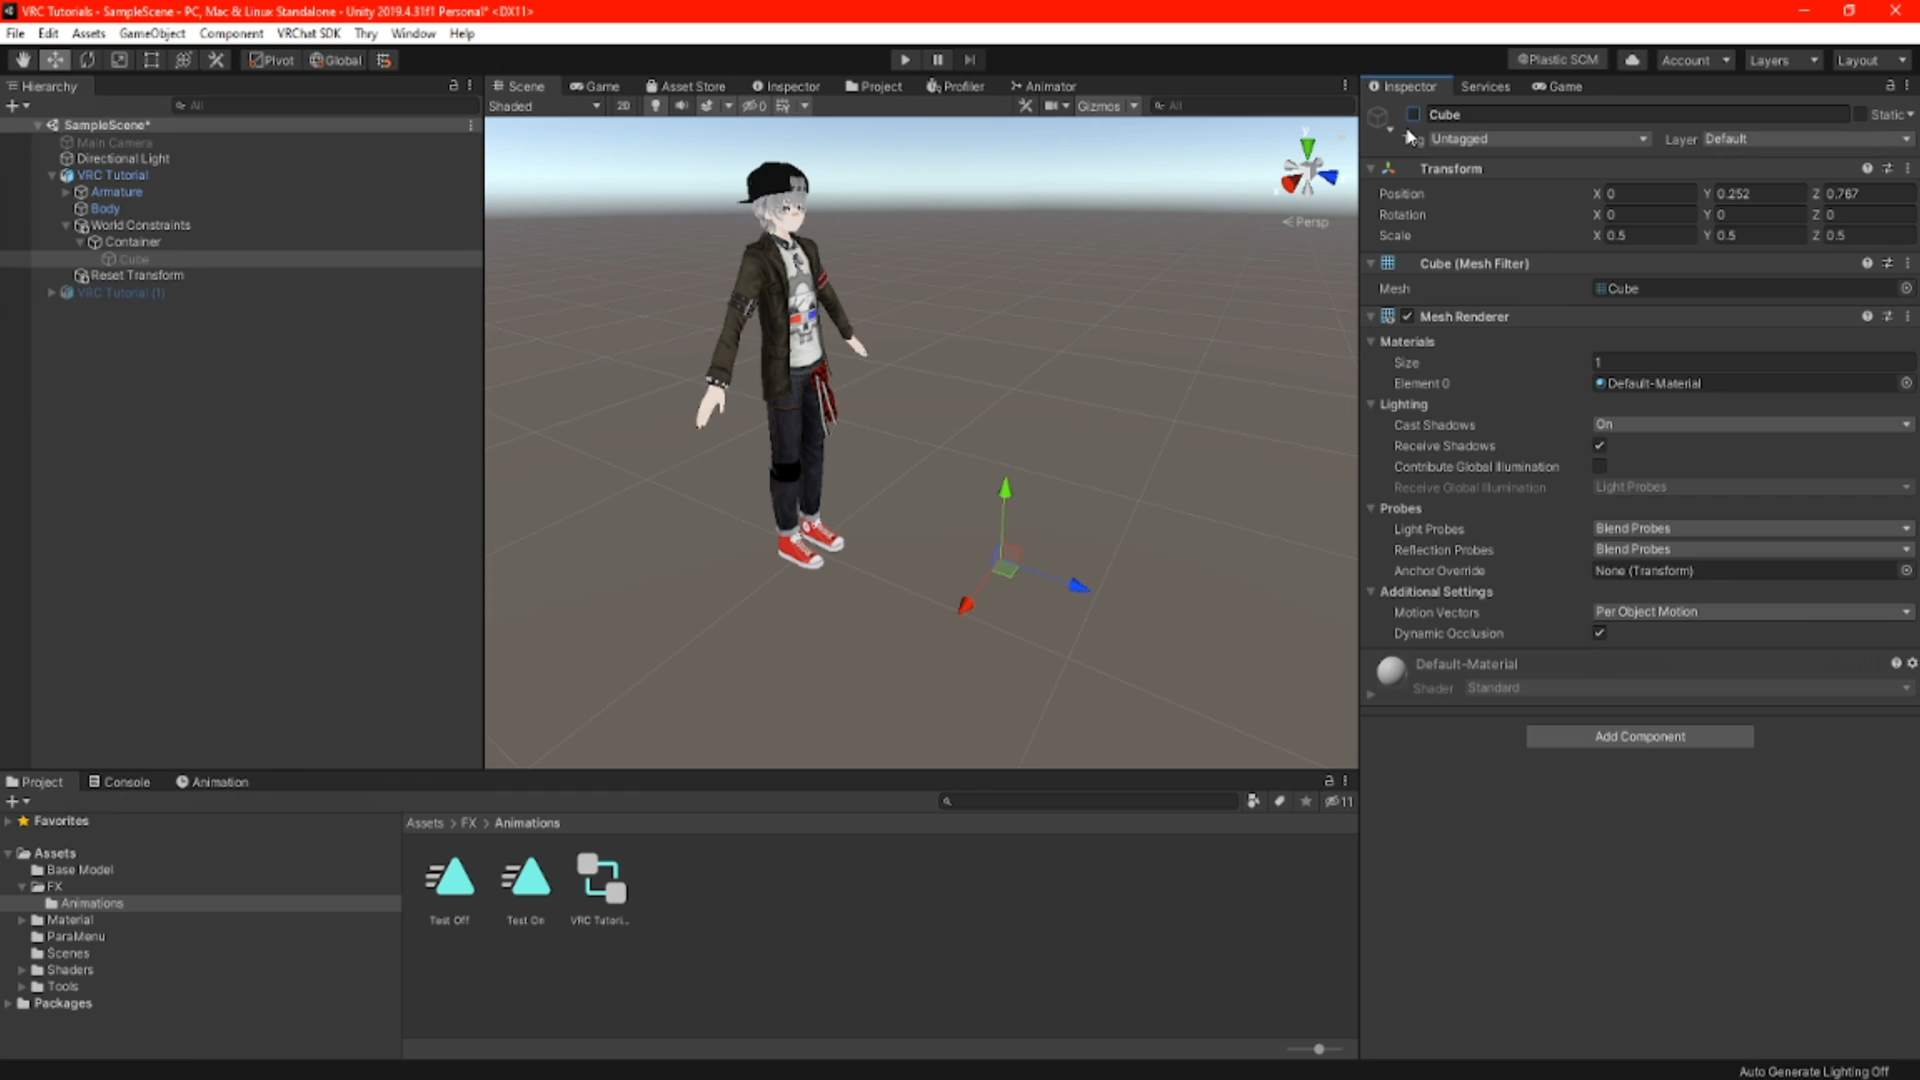 VRC Tutorials - SampleScene - PC, Mac & Linux Standalone - Unity 2019.4.31f1 Personal* <DX11>
File Edit Assets GameObject Component VRChat SDK Thry Window Help
Pivot Global Plastic SCM Account Layers Layout
Hierarchy
All
SampleScene*
Main Camera
Directional Light
VRC Tutorial
Armature
Body
World Constraints
Container
Cube
Reset Transform
VRC Tutorial (1)
Scene Game Asset Store Inspector Project Profiler Animator
Shaded 2D 0 Gizmos All
y
Persp
Inspector Services Game
Cube Static
Untagged Layer Default
Transform
Position X 0 Y 0.252 Z 0.767
Rotation X 0 Y 0 Z 0
Scale X 0.5 Y 0.5 Z 0.5
Cube (Mesh Filter)
Mesh Cube
Mesh Renderer
Materials
Size 1
Element 0 Default-Material
Lighting
Cast Shadows On
Receive Shadows
Contribute Global Illumination
Receive Global Illumination Light Probes
Probes
Light Probes Blend Probes
Reflection Probes Blend Probes
Anchor Override None (Transform)
Additional Settings
Motion Vectors Per Object Motion
Dynamic Occlusion
Default-Material
Shader Standard
Add Component
Project Console Animation
11
Favorites
Assets
Base Model
FX
Animations
Material
ParaMenu
Scenes
Shaders
Tools
Packages
Assets > FX > Animations
Test Off Test On VRC Tutori...
Auto Generate Lighting Off